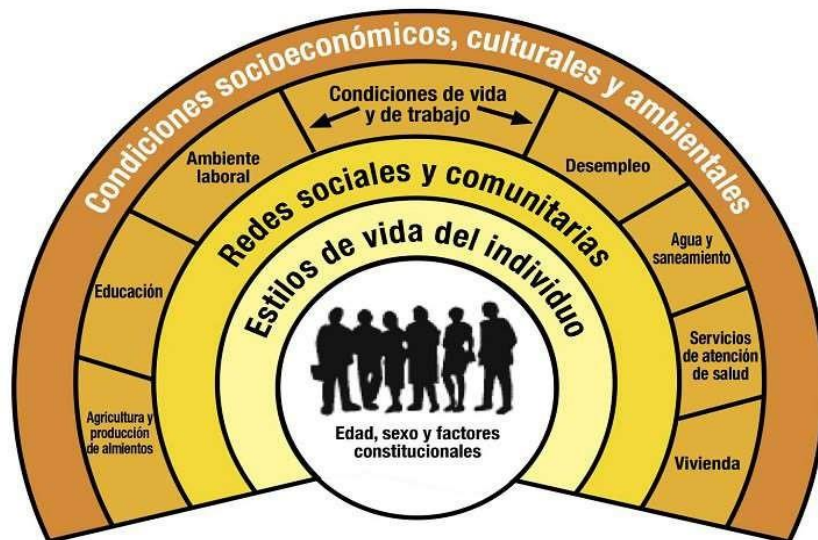 Condiciones socioeconómicos, culturales y ambientales
Condiciones de vida
y de trabajo
Ambiente
laboral
Desempleo
Redes sociales y comunitarias
Agua y
saneamiento
Educación
Estilos de vida del individuo
Servicios
de atención
de salud
Agricultura y
producción
de almientos
Edad, sexo y factores
constitucionales
Vivienda